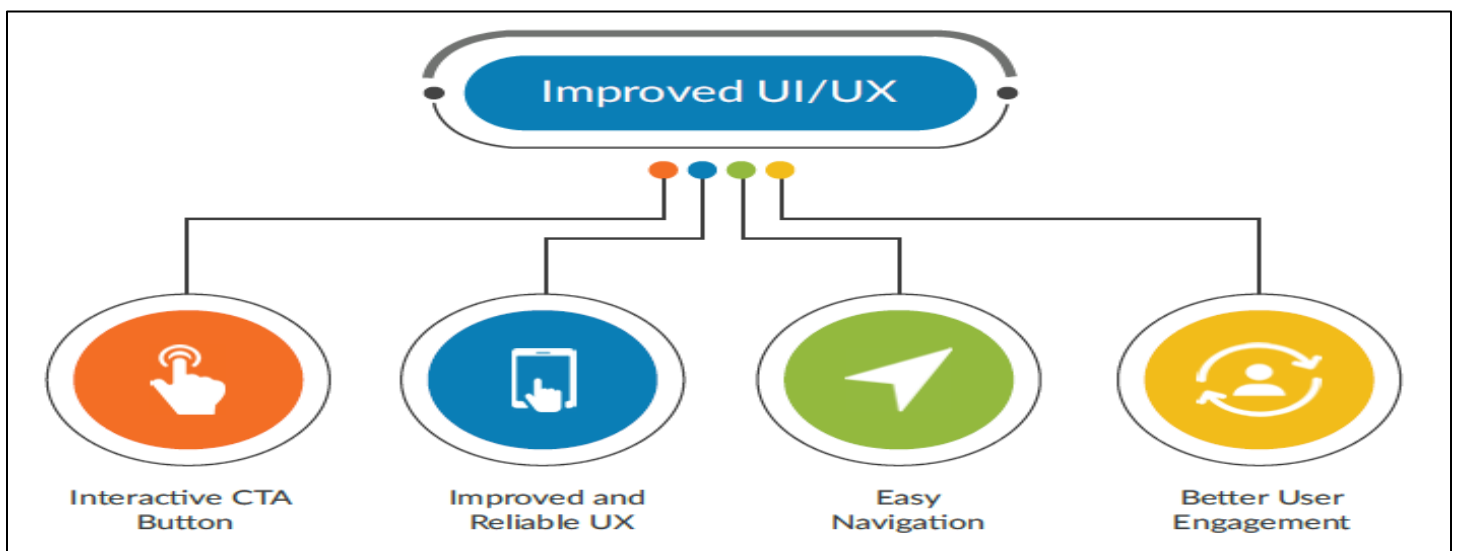 Improved UI/UX
Interactive CTA
Button
Improved and
Reliable UX
Easy
Navigation
Better User
Engagement